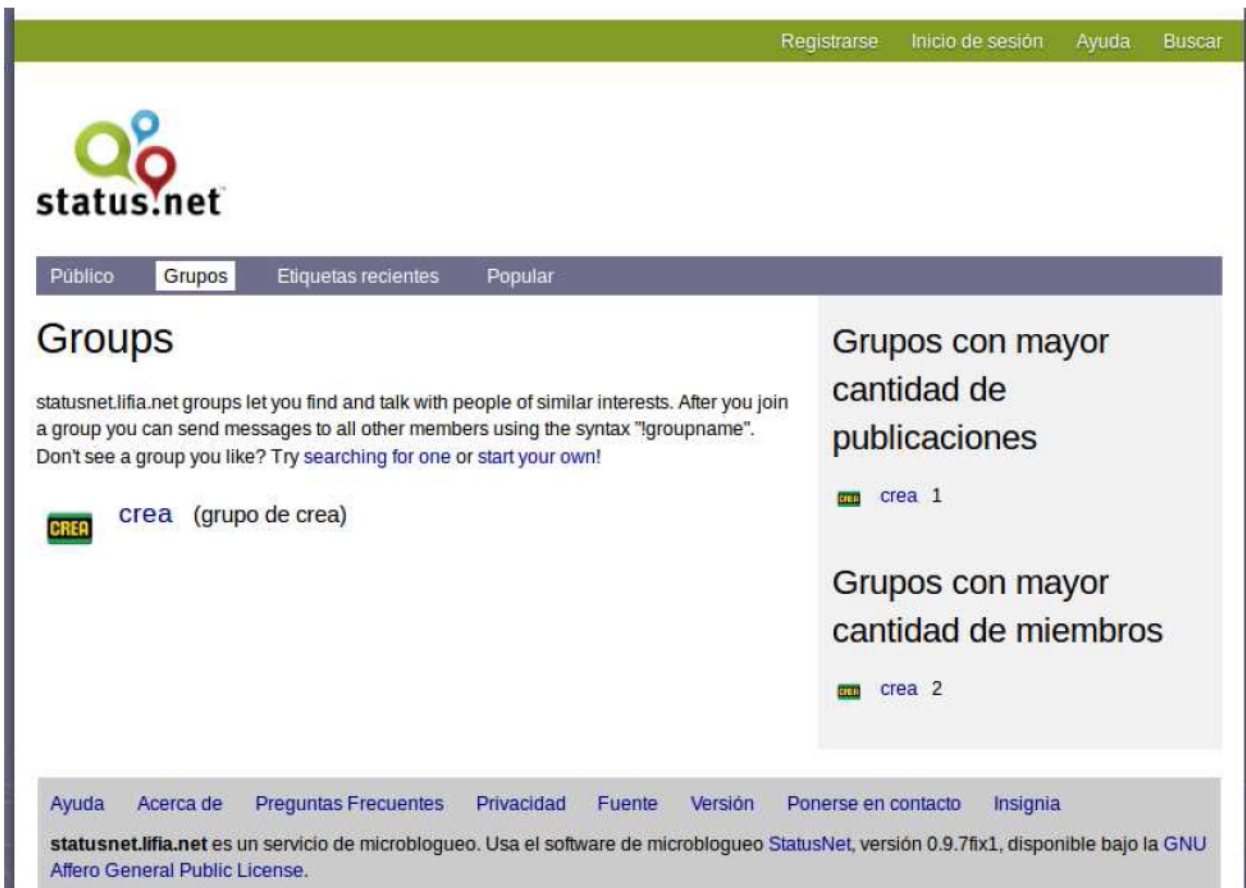 Registrarse Inicio de sesión Ayuda Buscar
status.net™
Público Grupos Etiquetas recientes Popular
Groups
statusnet.lifia.net groups let you find and talk with people of similar interests. After you join
a group you can send messages to all other members using the syntax "!groupname".
Don't see a group you like? Try searching for one or start your own!
CREA crea (grupo de crea)
Grupos con mayor
cantidad de
publicaciones
CREA crea 1
Grupos con mayor
cantidad de miembros
CREA crea 2
Ayuda Acerca de Preguntas Frecuentes Privacidad Fuente Versión Ponerse en contacto Insignia
statusnet.lifia.net es un servicio de microblogueo. Usa el software de microblogueo StatusNet, versión 0.9.7fix1, disponible bajo la GNU
Affero General Public License.